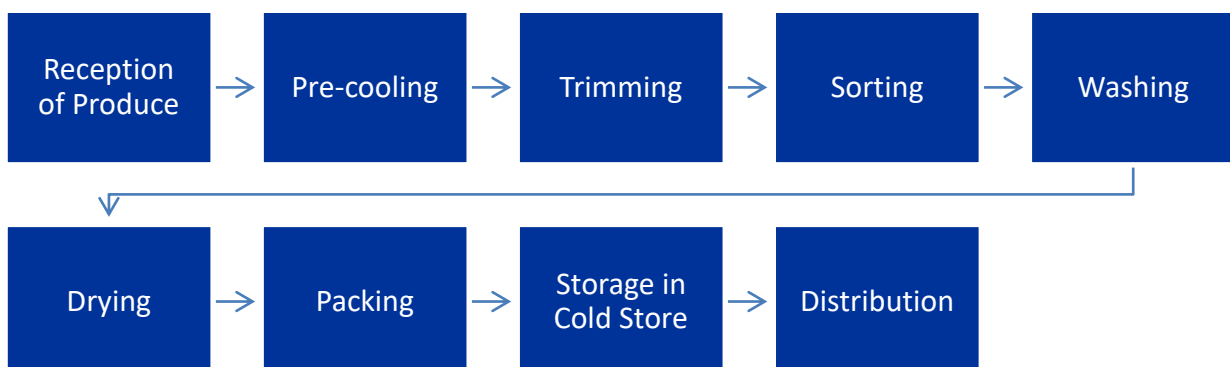 Reception
of Produce
Pre-cooling
Trimming
Sorting
Washing
Drying
Packing
Storage in
Cold Store
Distribution